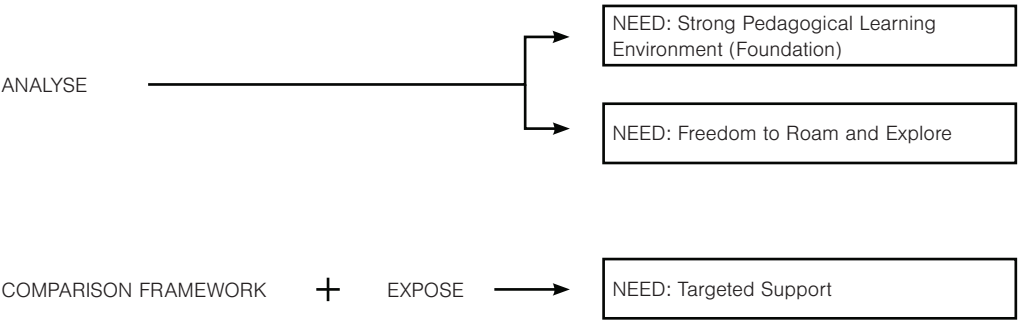 NEED: Strong Pedagogical Learning
Environment (Foundation)
ANALYSE
NEED: Freedom to Roam and Explore
COMPARISON FRAMEWORK + EXPOSE
NEED: Targeted Support